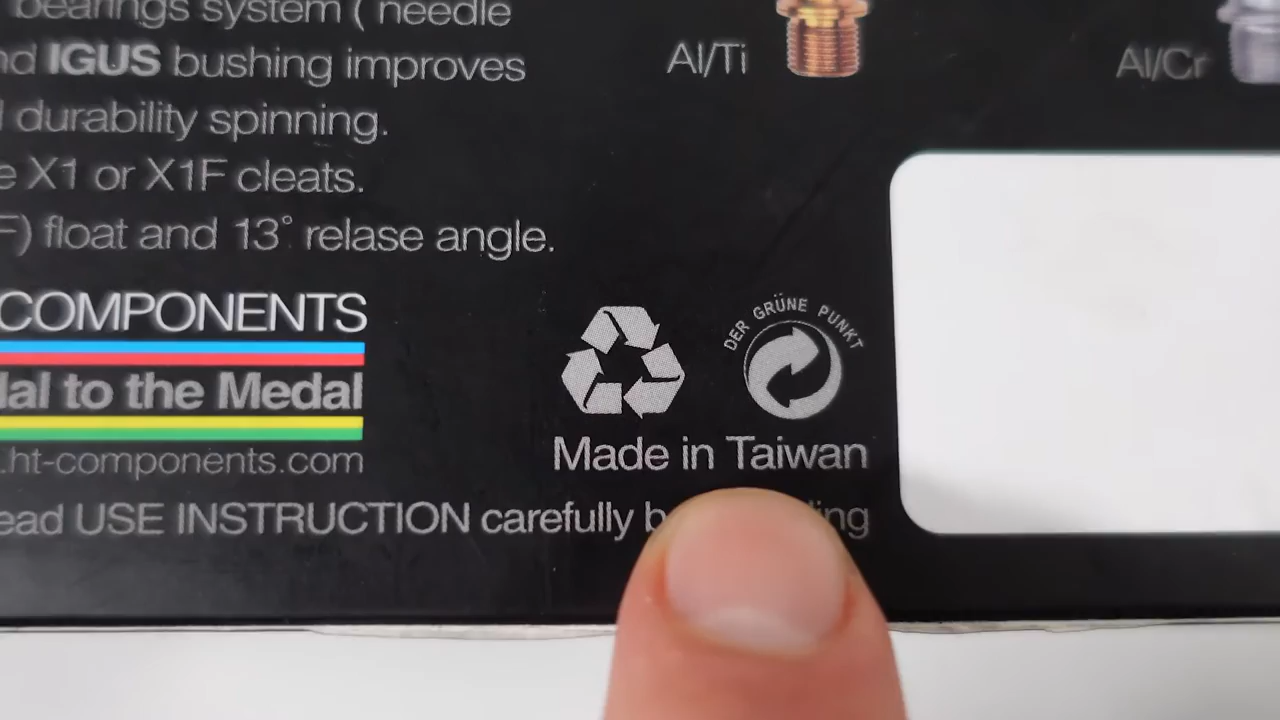 bearings system ( needle
nd IGUS bushing improves
durability spinning.
e X1 or X1F cleats.
F) float and 13° relase angle.
Al/Ti
Al/Cr
COMPONENTS
dal to the Medal
.ht-components.com
DER GRÜNE PUNKT
Made in Taiwan
ead USE INSTRUCTION carefully